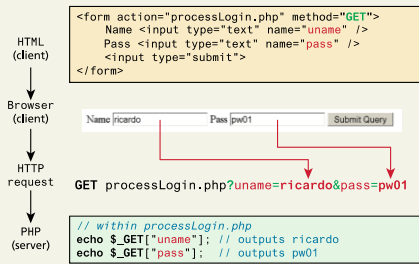 HTML
(client)
<form action="processLogin.php" method="GET">
Name <input type="text" name="uname" />
Pass <input type="text" name="pass" />
<input type="submit">
</form>
Browser
(client)
Name ricardo Pass pw01 Submit Query
HTTP
request
GET processLogin.php?uname=ricardo&pass=pw01
PHP
(server)
// within processLogin.php
echo $_GET["uname"]; // outputs ricardo
echo $_GET["pass"]; // outputs pw01